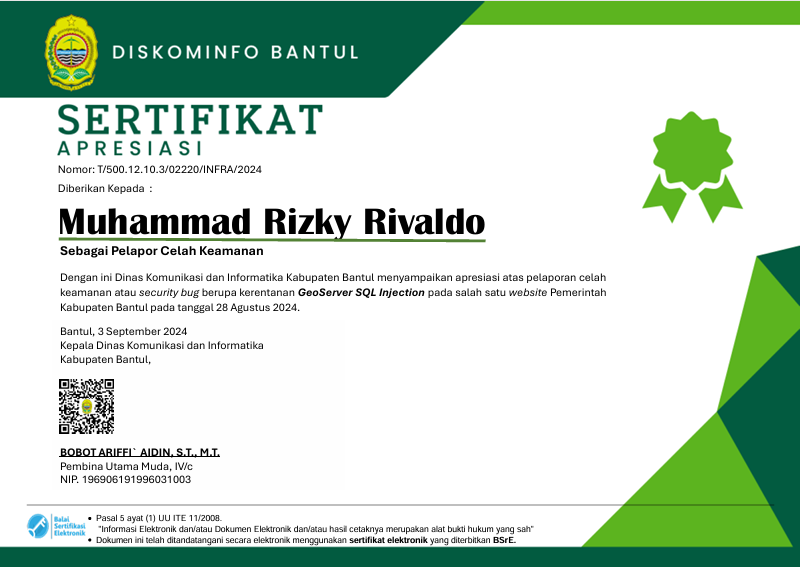 DISKOMINFO BANTUL
SERTIFIKAT
APRESIASI
Nomor: T/500.12.10.3/02220/INFRA/2024
Diberikan Kepada :
Muhammad Rizky Rivaldo
Sebagai Pelapor Celah Keamanan
Dengan ini Dinas Komunikasi dan Informatika Kabupaten Bantul menyampaikan apresiasi atas pelaporan celah
keamanan atau security bug berupa kerentanan GeoServer SQL Injection pada salah satu website Pemerintah
Kabupaten Bantul pada tanggal 28 Agustus 2024.
Bantul, 3 September 2024
Kepala Dinas Komunikasi dan Informatika
Kabupaten Bantul,
BOBOT ARIFFI` AIDIN, S.T., M.T.
Pembina Utama Muda, IV/c
NIP. 196906191996031003
Balai
Sertifikasi
Elektronik
• Pasal 5 ayat (1) UU ITE 11/2008.
"Informasi Elektronik dan/atau Dokumen Elektronik dan/atau hasil cetaknya merupakan alat bukti hukum yang sah"
• Dokumen ini telah ditandatangani secara elektronik menggunakan sertifikat elektronik yang diterbitkan BSrE.